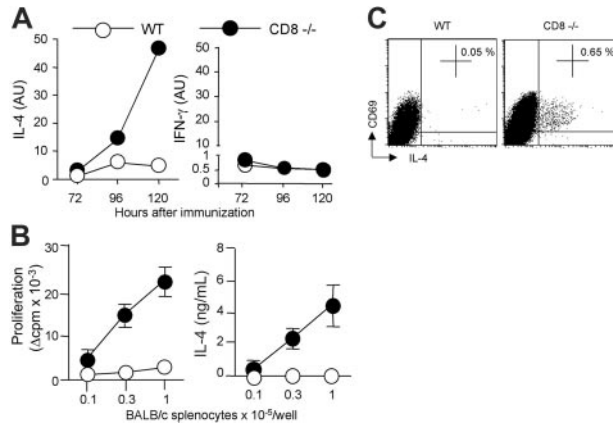 A
WT
CD8 -/-
IL-4 (AU)
50
40
30
20
10
0
72
96
120
IFN-γ (AU)
50
40
30
20
10
1
0.5
0
72
96
120
Hours after immunization
B
Proliferation
(Δcpm x 10⁻³)
30
20
10
0
0.1
0.3
1
IL-4 (ng/mL)
8
6
4
2
0
0.1
0.3
1
BALB/c splenocytes x 10⁻⁵/well
C
WT
CD8 -/-
0.05 %
0.65 %
CD69
IL-4